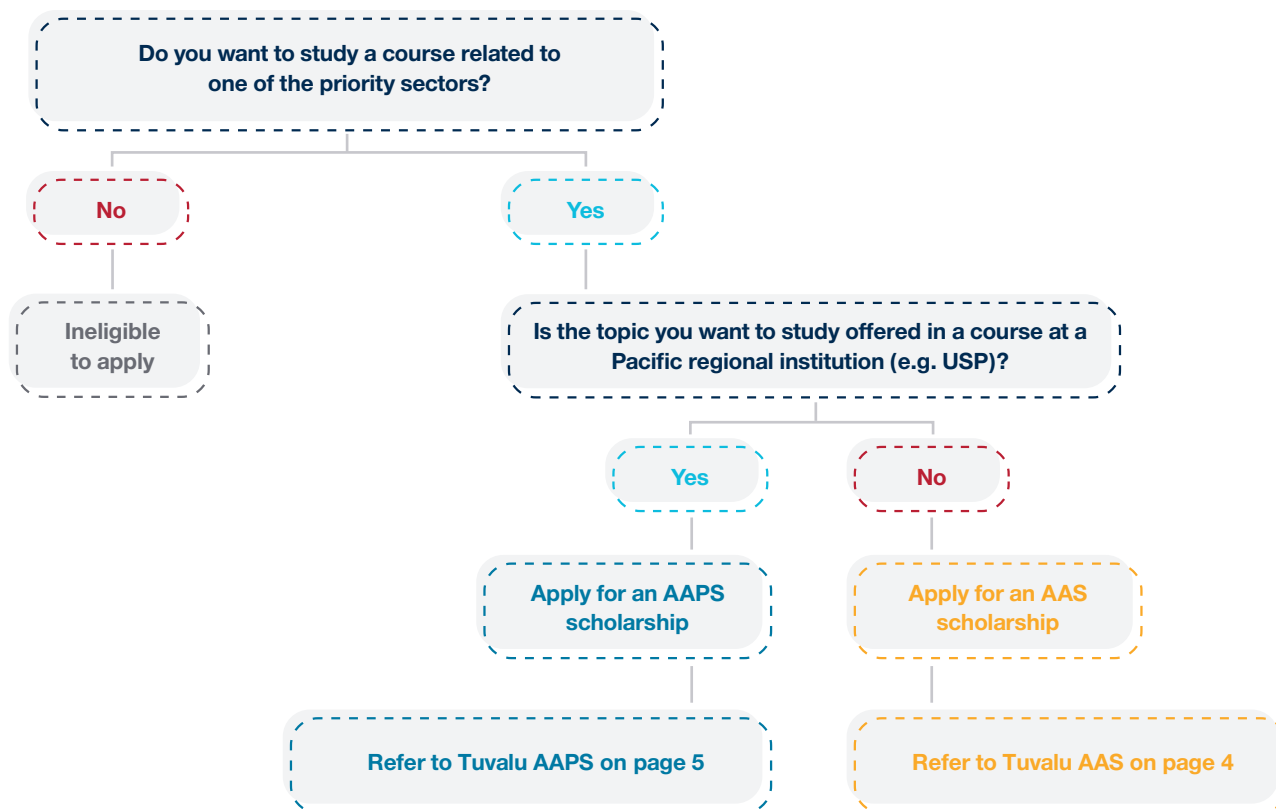 Do you want to study a course related to
one of the priority sectors?
No
Yes
Ineligible
to apply
Is the topic you want to study offered in a course at a
Pacific regional institution (e.g. USP)?
Yes
No
Apply for an AAPS
scholarship
Apply for an AAS
scholarship
Refer to Tuvalu AAPS on page 5
Refer to Tuvalu AAS on page 4